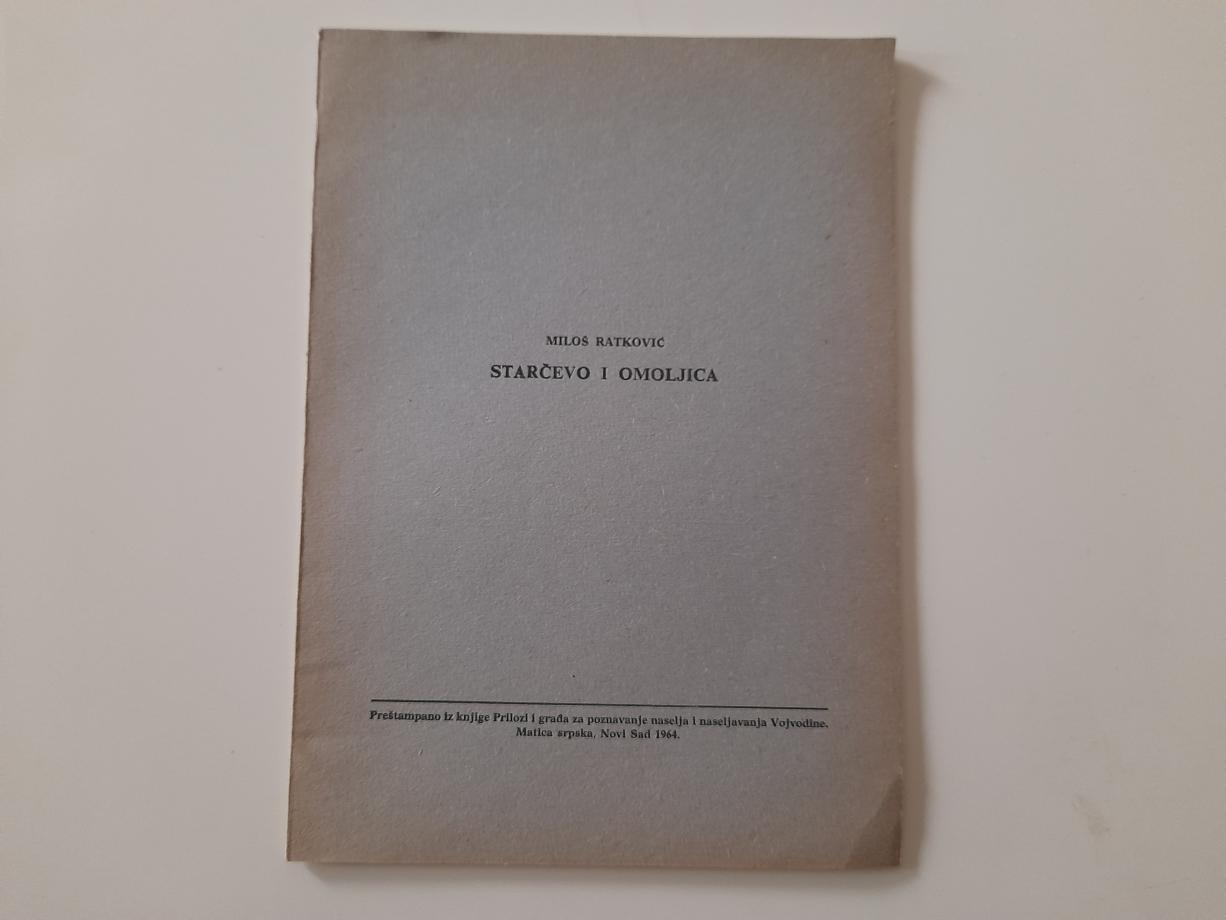 MILOŠ RATKOVIĆ
STARČEVO I OMOLJICA
Preštampano iz knjige Prilozi i građa za poznavanje naselja i naseljavanja Vojvodine.
Matica srpska, Novi Sad 1964.